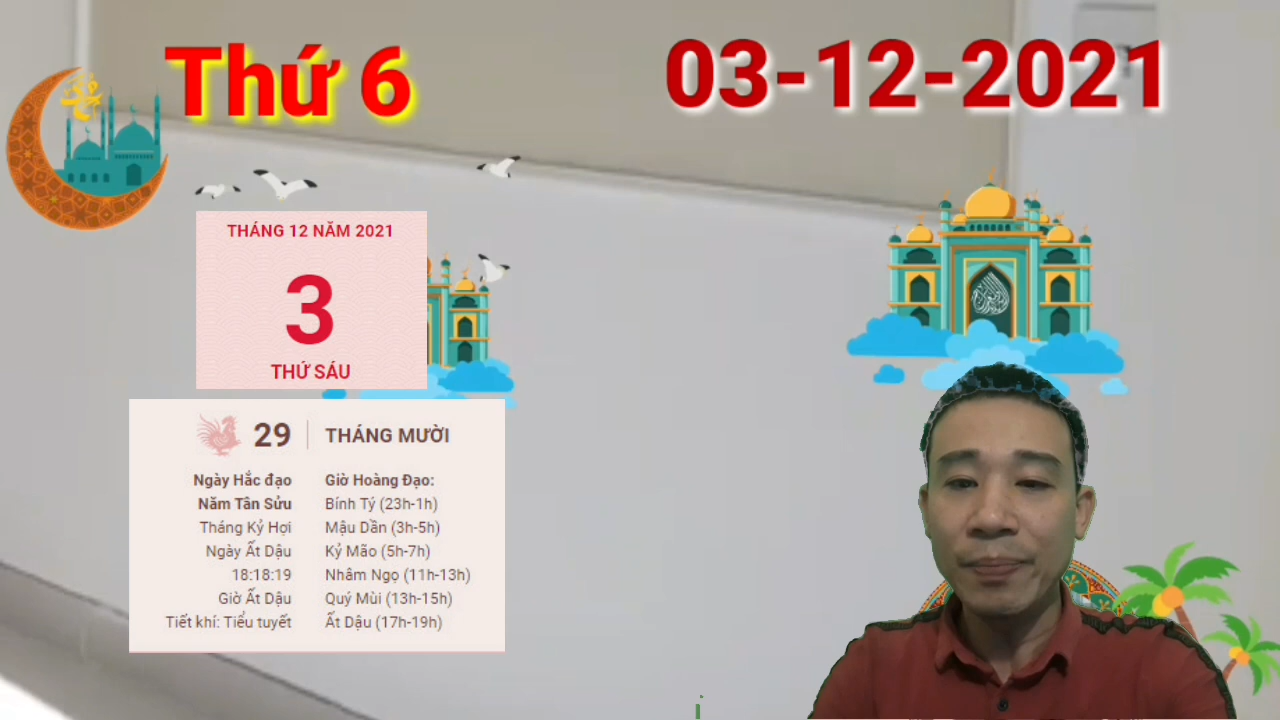 Thứ 6
03-12-2021
THÁNG 12 NĂM 2021
3
THỨ SÁU
29
THÁNG MƯỜI
Ngày Hắc đạo
Năm Tân Sửu
Tháng Kỷ Hợi
Ngày Ất Dậu
18:18:19
Giờ Ất Dậu
Tiết khí: Tiểu tuyết
Giờ Hoàng Đạo:
Bính Tý (23h-1h)
Mậu Dần (3h-5h)
Kỷ Mão (5h-7h)
Nhâm Ngọ (11h-13h)
Quý Mùi (13h-15h)
Ất Dậu (17h-19h)